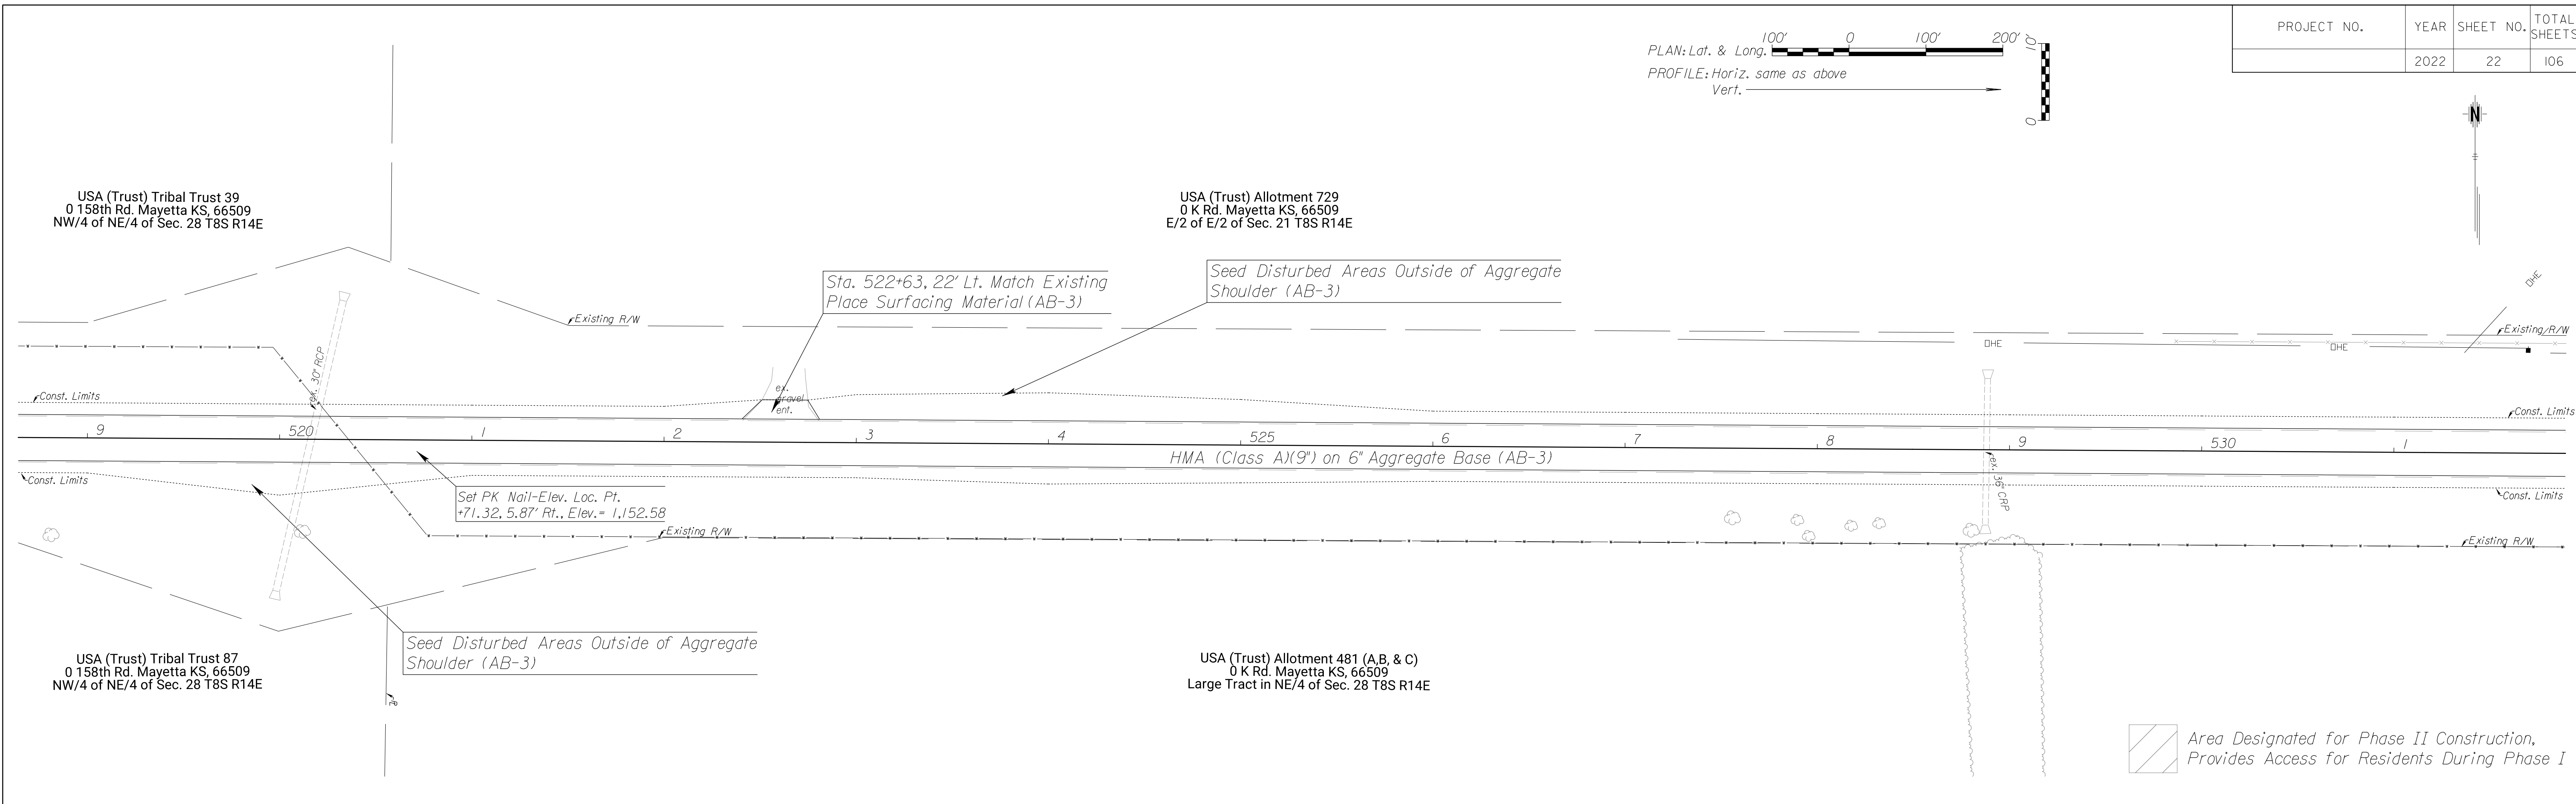 PROJECT NO.
YEAR
SHEET NO.
TOTAL
SHEETS
2022
22
106
100' 0 100' 200'
PLAN: Lat. & Long.
PROFILE: Horiz. same as above
Vert.
10'
0
N
USA (Trust) Tribal Trust 39
0 158th Rd. Mayetta KS, 66509
NW/4 of NE/4 of Sec. 28 T8S R14E
USA (Trust) Allotment 729
0 K Rd. Mayetta KS, 66509
E/2 of E/2 of Sec. 21 T8S R14E
Sta. 522+63, 22' Lt. Match Existing
Place Surfacing Material (AB-3)
Seed Disturbed Areas Outside of Aggregate
Shoulder (AB-3)
Existing R/W
Existing R/W
OHE
OHE
OHE
ex. 30" RCP
Const. Limits
ex.
gravel
ent.
Const. Limits
9 520 1 2 3 4 525 6 7 8 9 530 1
HMA (Class A)(9") on 6" Aggregate Base (AB-3)
Const. Limits
ex. 36" CRP
Const. Limits
Set PK Nail-Elev. Loc. Pt.
+71.32, 5.87' Rt., Elev.= 1,152.58
Existing R/W
Existing R/W
Seed Disturbed Areas Outside of Aggregate
Shoulder (AB-3)
USA (Trust) Tribal Trust 87
0 158th Rd. Mayetta KS, 66509
NW/4 of NE/4 of Sec. 28 T8S R14E
USA (Trust) Allotment 481 (A,B, & C)
0 K Rd. Mayetta KS, 66509
Large Tract in NE/4 of Sec. 28 T8S R14E
Area Designated for Phase II Construction,
Provides Access for Residents During Phase I